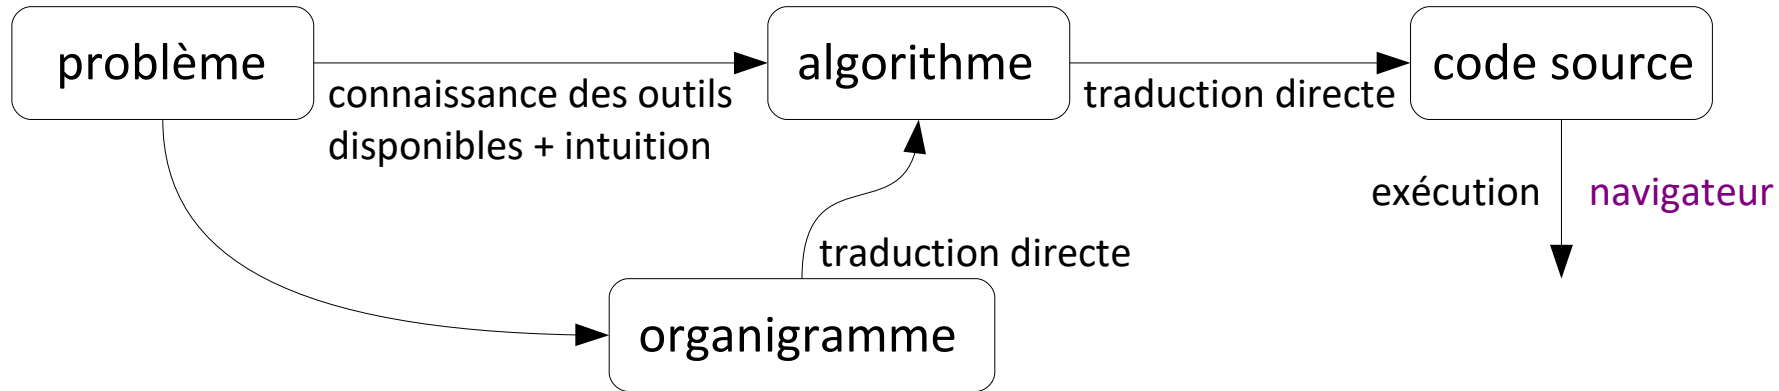 problème
algorithme
code source
connaissance des outils
disponibles + intuition
traduction directe
exécution
navigateur
traduction directe
organigramme